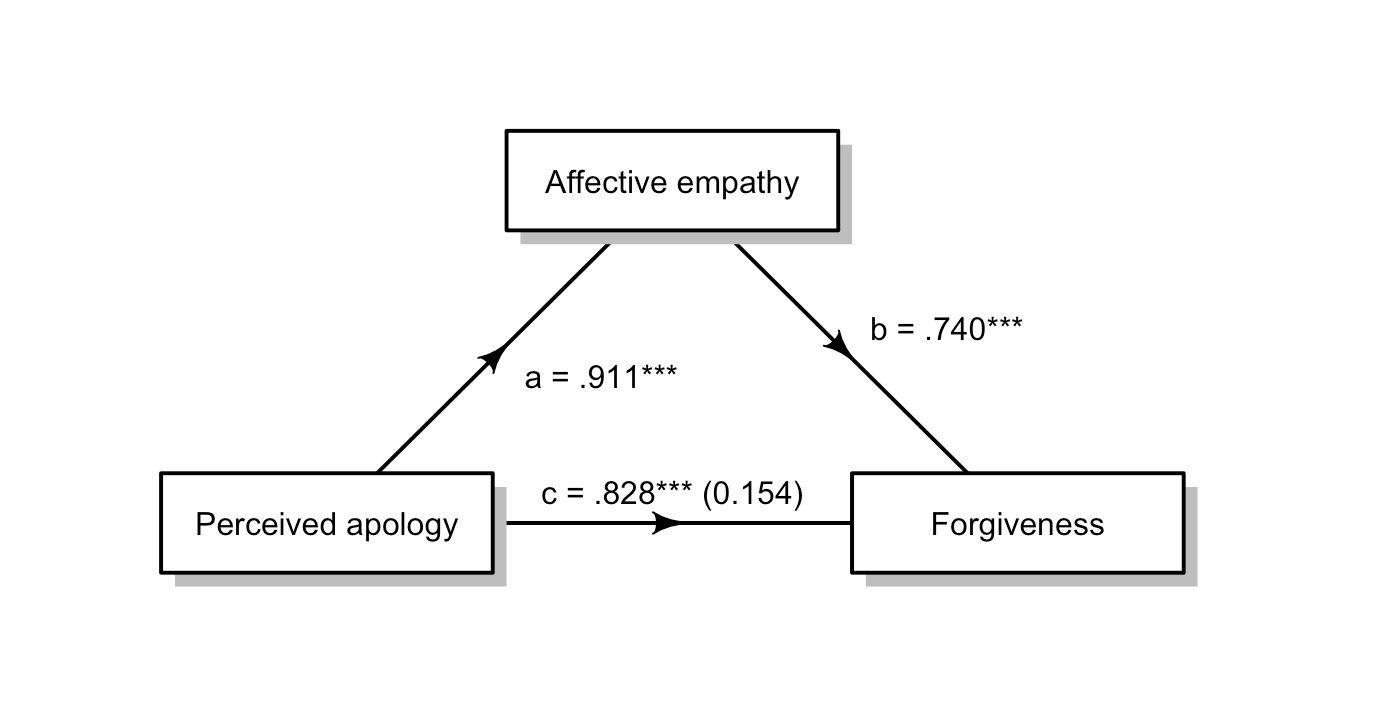 Affective empathy
b = .740***
a = .911***
c = .828*** (0.154)
Perceived apology
Forgiveness